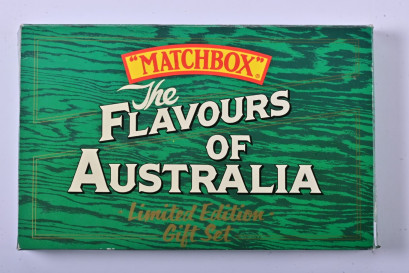 "MATCHBOX"®
The
FLAVOURS
OF
AUSTRALIA
Limited Edition
Gift Set